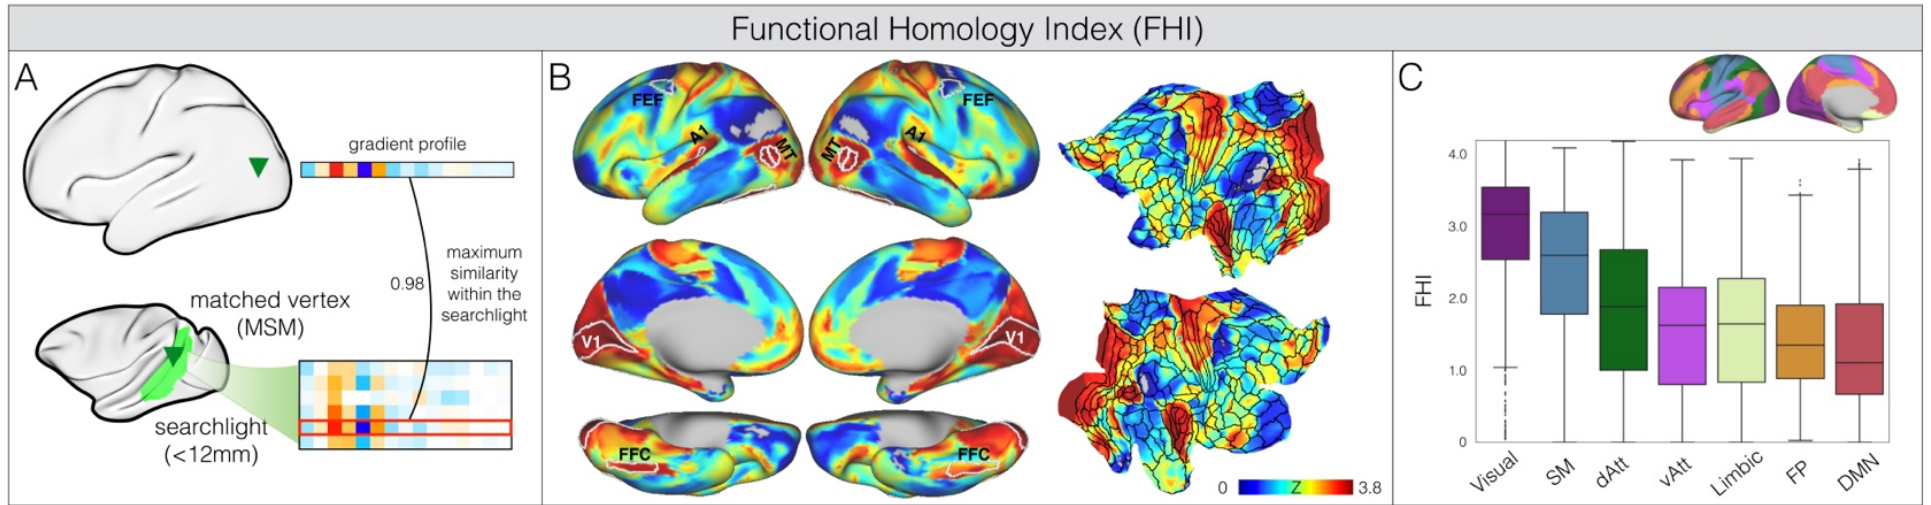 Functional Homology Index (FHI)
A
gradient profile
0.98
maximum
similarity
within the
searchlight
matched vertex
(MSM)
searchlight
(<12mm)
B
FEF
FEF
A1
A1
MT
MT
V1
V1
FFC
FFC
0
Z
3.8
C
FHI
4.0
3.0
2.0
1.0
0
Visual
SM
dAtt
vAtt
Limbic
FP
DMN